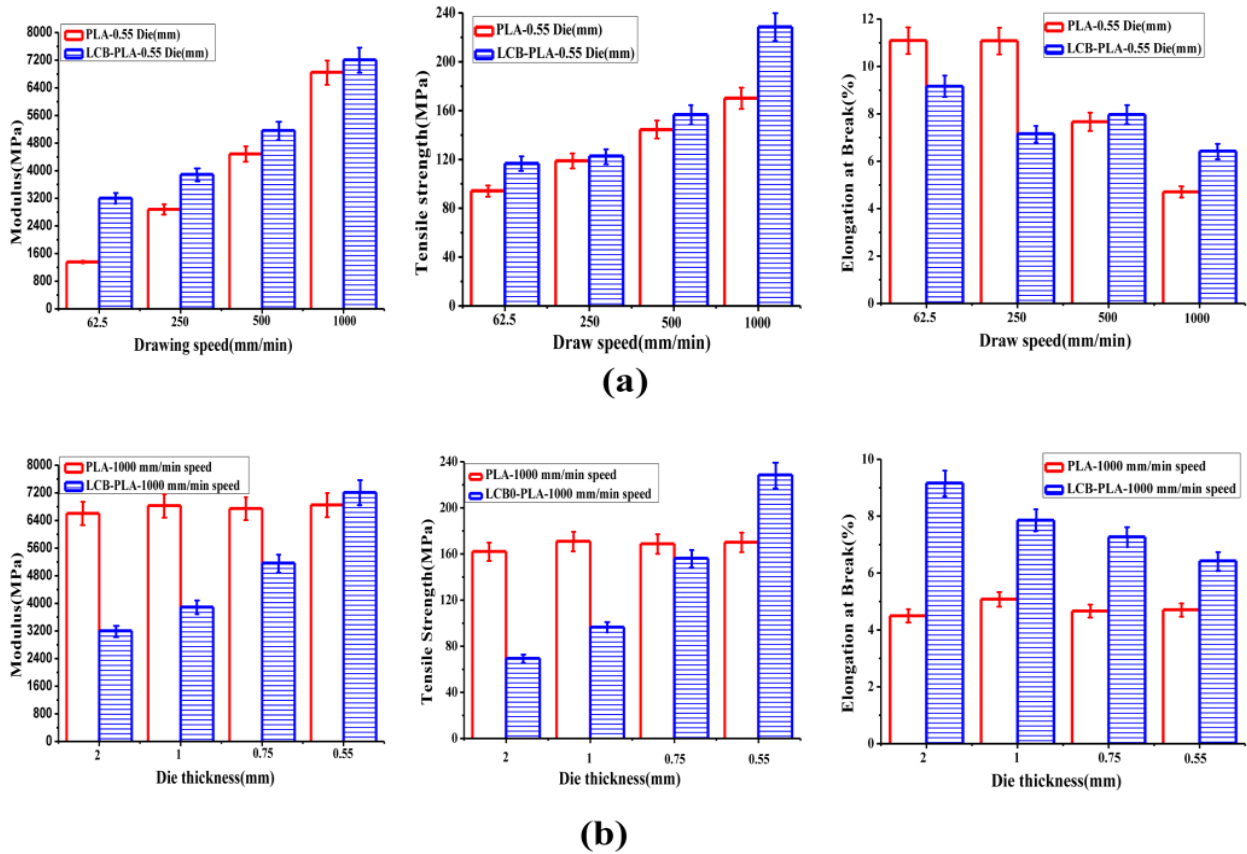 PLA-0.55 Die(mm)
LCB-PLA-0.55 Die(mm)
Modulus(MPa)
8000
7200
6400
5600
4800
4000
3200
2400
1600
800
0
62.5 250 500 1000
Drawing speed(mm/min)
PLA-0.55 Die(mm)
LCB-PLA-0.55 Die(mm)
Tensile strength(MPa)
240
200
160
120
80
40
0
62.5 250 500 1000
Draw speed(mm/min)
PLA-0.55 Die(mm)
LCB-PLA-0.55 Die(mm)
Elongation at Break(%)
12
10
8
6
4
2
0
62.5 250 500 1000
Draw speed(mm/min)
(a)
PLA-1000 mm/min speed
LCB-PLA-1000 mm/min speed
Modulus(MPa)
8000
7200
6400
5600
4800
4000
3200
2400
1600
800
0
2 1 0.75 0.55
Die thickness(mm)
PLA-1000 mm/min speed
LCB0-PLA-1000 mm/min speed
Tensile Strength(MPa)
240
200
160
120
80
40
0
2 1 0.75 0.55
Die thickness(mm)
PLA-1000 mm/min speed
LCB-PLA-1000 mm/min speed
Elongation at Break(%)
10
8
6
4
2
0
2 1 0.75 0.55
Die thickness(mm)
(b)